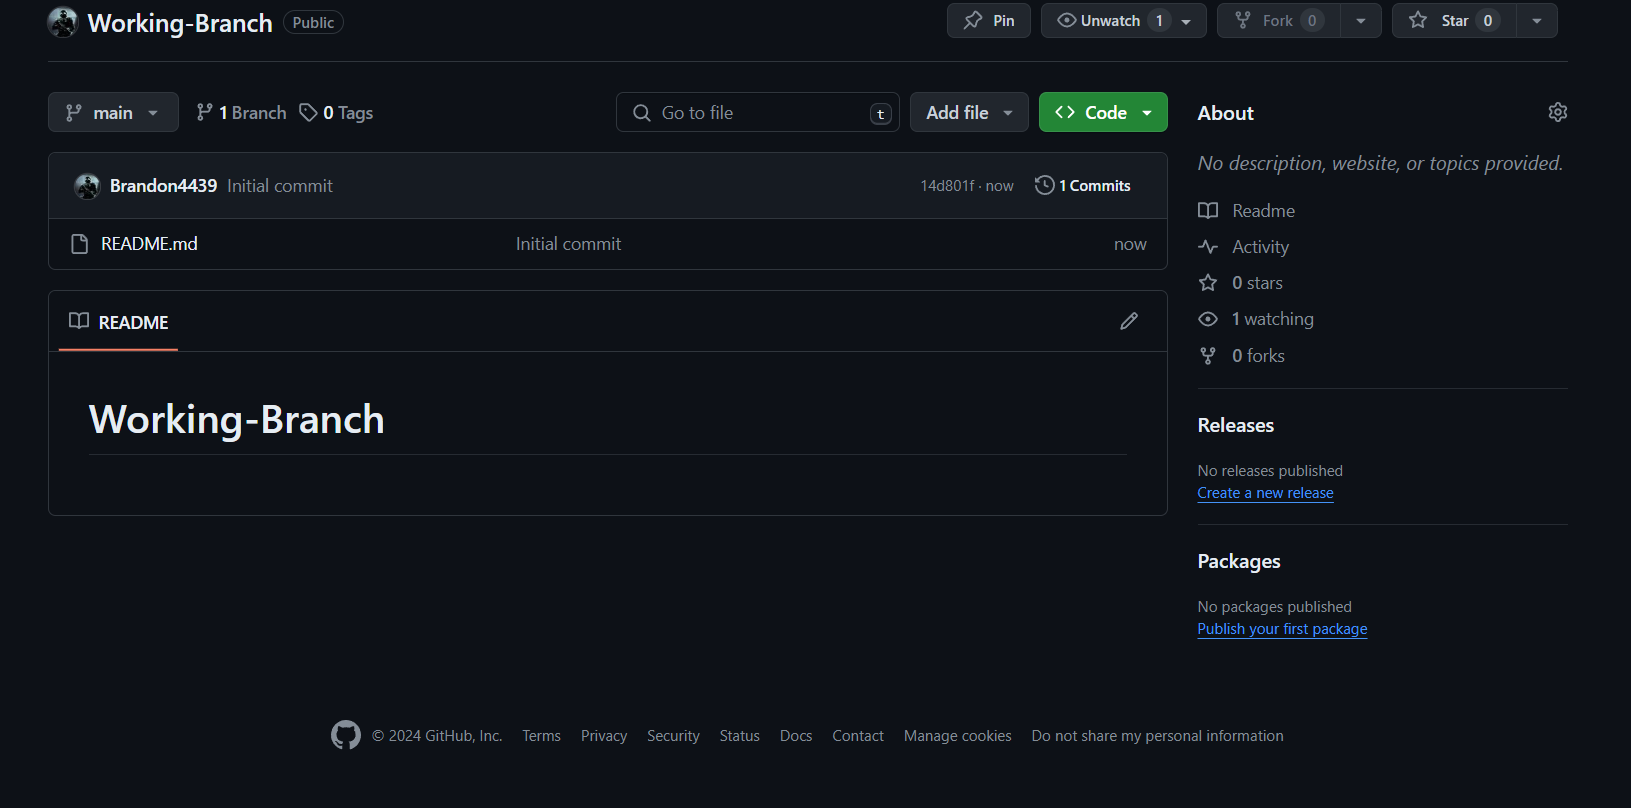 Working-Branch Public Pin Unwatch 1 Fork 0 Star 0
main 1 Branch 0 Tags Go to file t Add file Code
Brandon4439 Initial commit 14d801f · now 1 Commits
README.md Initial commit now
README
Working-Branch
About
No description, website, or topics provided.
Readme
Activity
0 stars
1 watching
0 forks
Releases
No releases published
Create a new release
Packages
No packages published
Publish your first package
© 2024 GitHub, Inc. Terms Privacy Security Status Docs Contact Manage cookies Do not share my personal information